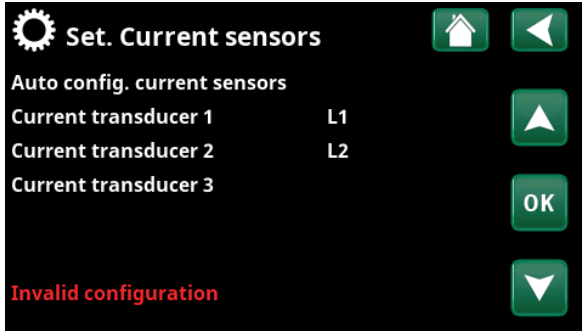 Set. Current sensors
Auto config. current sensors
Current transducer 1 L1
Current transducer 2 L2
Current transducer 3
OK
Invalid configuration